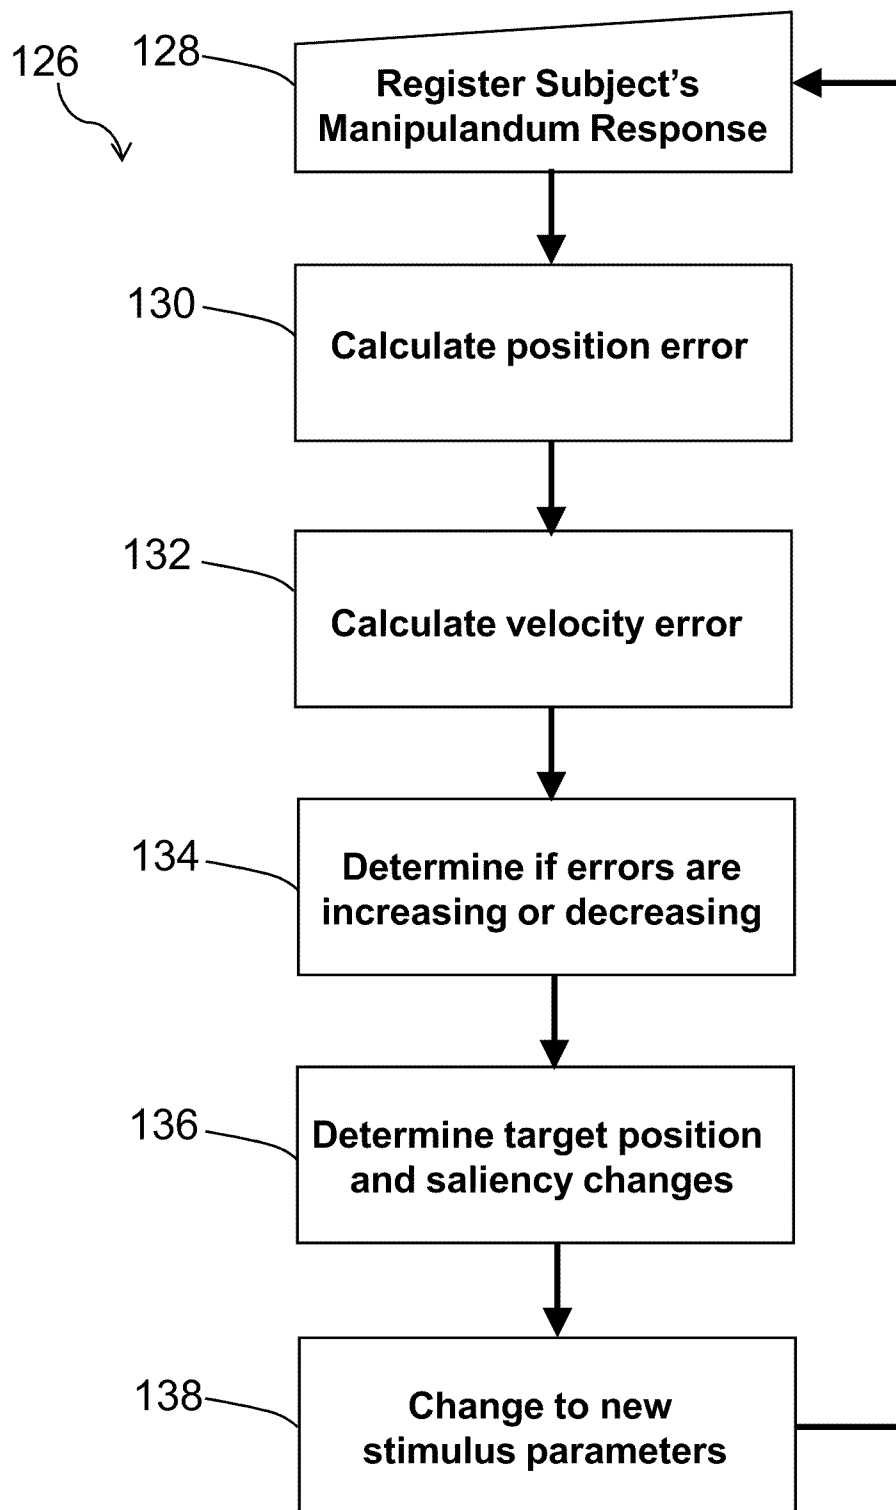 126
128
Register Subject's
Manipulandum Response
130
Calculate position error
132
Calculate velocity error
134
Determine if errors are
increasing or decreasing
136
Determine target position
and saliency changes
138
Change to new
stimulus parameters